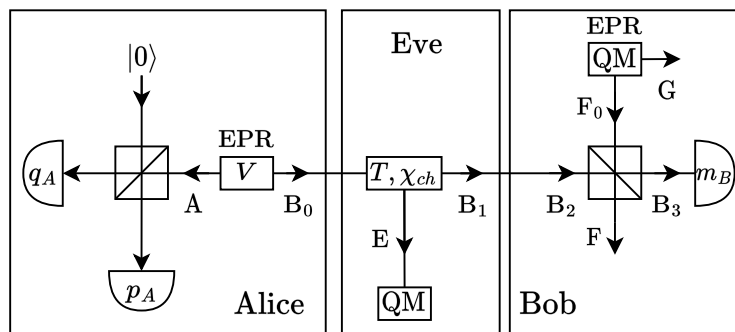 |0⟩
q_A
EPR
V
A
B₀
p_A
Alice
Eve
T, χ_ch
B₁
E
QM
EPR
QM
G
F₀
B₂
B₃
m_B
F
Bob